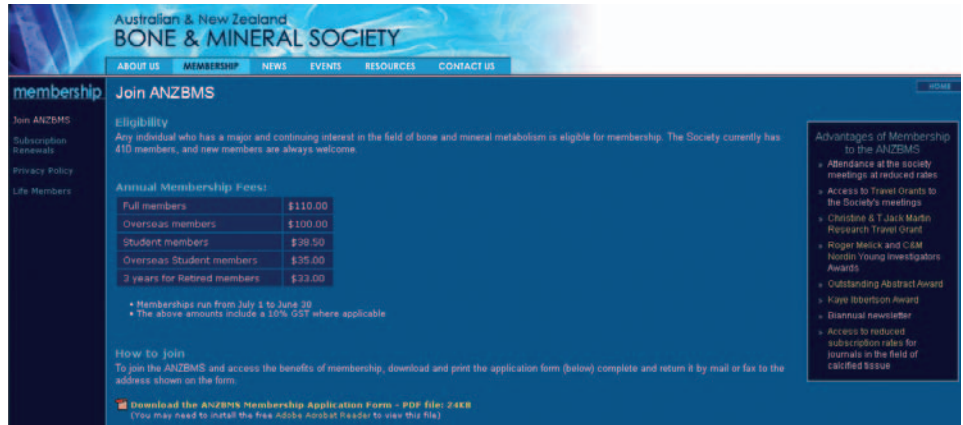 Australian & New Zealand
BONE & MINERAL SOCIETY
ABOUT US MEMBERSHIP NEWS EVENTS RESOURCES CONTACT US
membership
Join ANZBMS
Subscription
Renewals
Privacy Policy
Life Members
Join ANZBMS
HOME
Eligibility
Any individual who has a major and continuing interest in the field of bone and mineral metabolism is eligible for membership. The Society currently has
410 members, and new members are always welcome.
Annual Membership Fees:
Full members $110.00
Overseas members $100.00
Student members $38.50
Overseas Student members $35.00
3 years for Retired members $33.00
• Memberships run from July 1 to June 30
• The above amounts include a 10% GST where applicable
How to join
To join the ANZBMS and access the benefits of membership, download and print the application form (below) complete and return it by mail or fax to the
address shown on the form.
Download the ANZBMS Membership Application Form - PDF file: 24KB
(You may need to install the free Adobe Acrobat Reader to view this file)
Advantages of Membership
to the ANZBMS
» Attendance at the society
meetings at reduced rates
» Access to Travel Grants to
the Society's meetings
» Christine & T Jack Martin
Research Travel Grant
» Roger Melick and C&M
Nordin Young Investigators
Awards
» Outstanding Abstract Award
» Kaye Ibbertson Award
» Biannual newsletter
» Access to reduced
subscription rates for
journals in the field of
calcified tissue